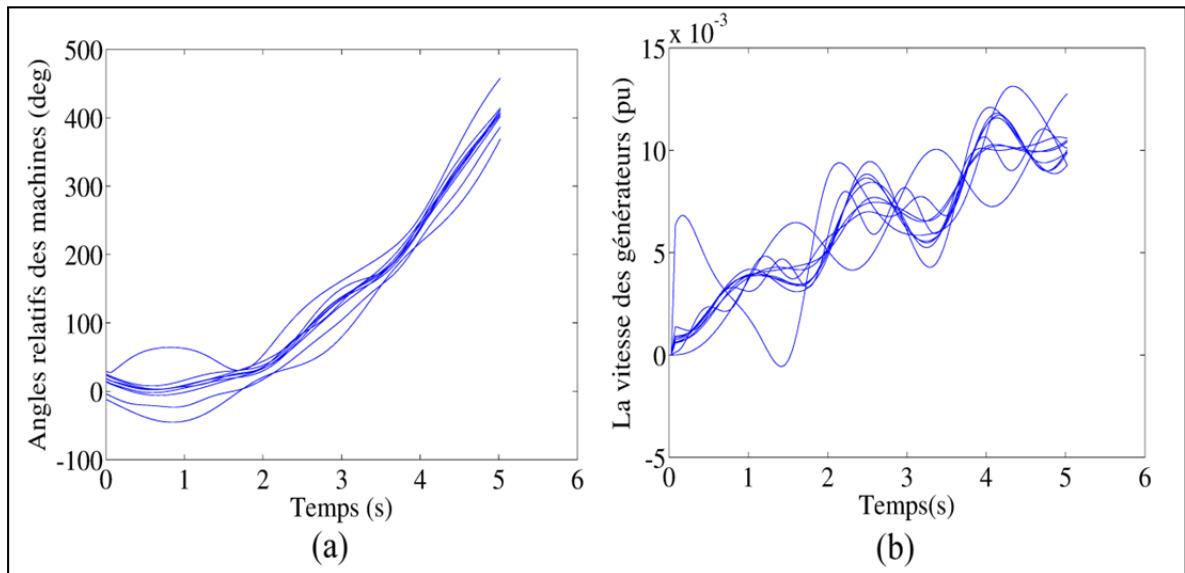 Angles relatifs des machines (deg)
500
400
300
200
100
0
-100
0 1 2 3 4 5 6
Temps (s)
(a)
La vitesse des générateurs (pu)
15 x 10⁻³
10
5
0
-5
0 1 2 3 4 5 6
Temps(s)
(b)